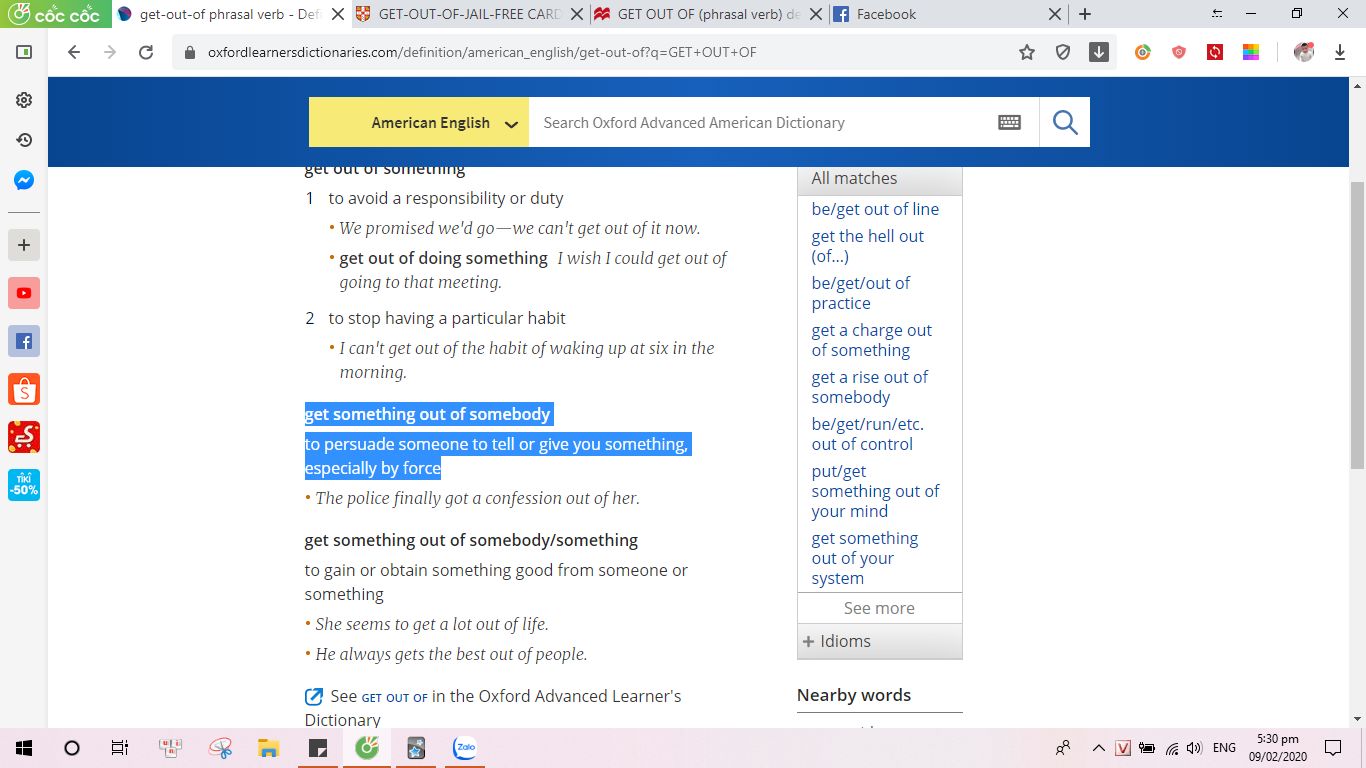 cốc cốc
get-out-of phrasal verb - Def
GET-OUT-OF-JAIL-FREE CARD
GET OUT OF (phrasal verb) de
Facebook
oxfordlearnersdictionaries.com/definition/american_english/get-out-of?q=GET+OUT+OF
American English
Search Oxford Advanced American Dictionary
get out of something
1 to avoid a responsibility or duty
• We promised we'd go—we can't get out of it now.
• get out of doing something I wish I could get out of
going to that meeting.
2 to stop having a particular habit
• I can't get out of the habit of waking up at six in the
morning.
get something out of somebody
to persuade someone to tell or give you something,
especially by force
• The police finally got a confession out of her.
get something out of somebody/something
to gain or obtain something good from someone or
something
• She seems to get a lot out of life.
• He always gets the best out of people.
See GET OUT OF in the Oxford Advanced Learner's
Dictionary
All matches
be/get out of line
get the hell out
(of…)
be/get/out of
practice
get a charge out
of something
get a rise out of
somebody
be/get/run/etc.
out of control
put/get
something out of
your mind
get something
out of your
system
See more
+ Idioms
Nearby words
TIKI
-50%
Zalo
V
ENG
5:30 pm
09/02/2020